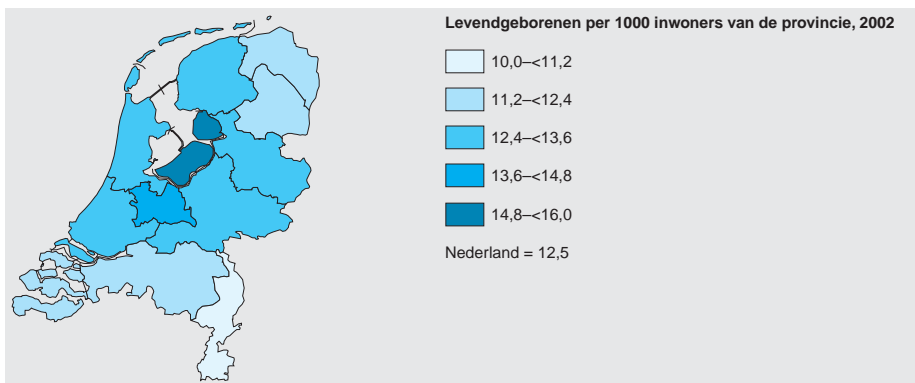 Levendgeborenen per 1000 inwoners van de provincie, 2002
10,0–<11,2
11,2–<12,4
12,4–<13,6
13,6–<14,8
14,8–<16,0
Nederland = 12,5